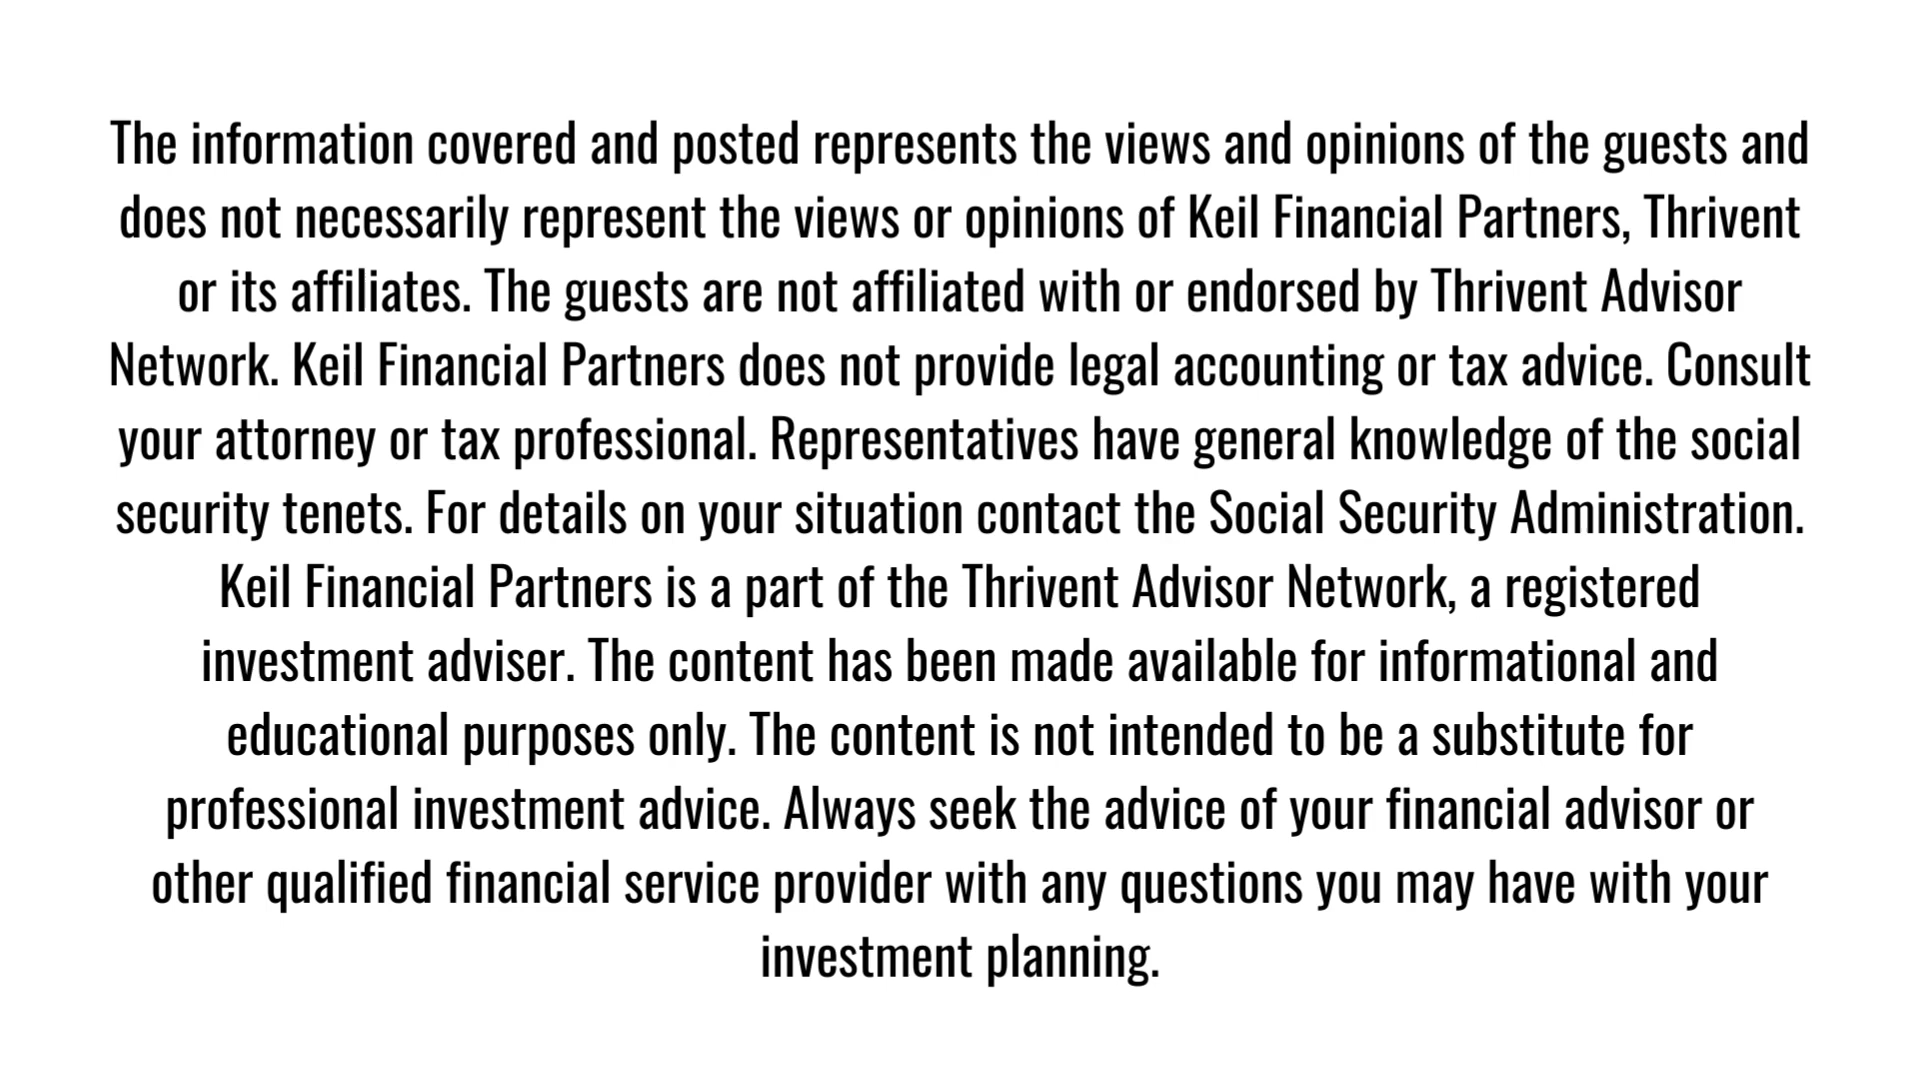 The information covered and posted represents the views and opinions of the guests and
does not necessarily represent the views or opinions of Keil Financial Partners, Thrivent
or its affiliates. The guests are not affiliated with or endorsed by Thrivent Advisor
Network. Keil Financial Partners does not provide legal accounting or tax advice. Consult
your attorney or tax professional. Representatives have general knowledge of the social
security tenets. For details on your situation contact the Social Security Administration.
Keil Financial Partners is a part of the Thrivent Advisor Network, a registered
investment adviser. The content has been made available for informational and
educational purposes only. The content is not intended to be a substitute for
professional investment advice. Always seek the advice of your financial advisor or
other qualified financial service provider with any questions you may have with your
investment planning.